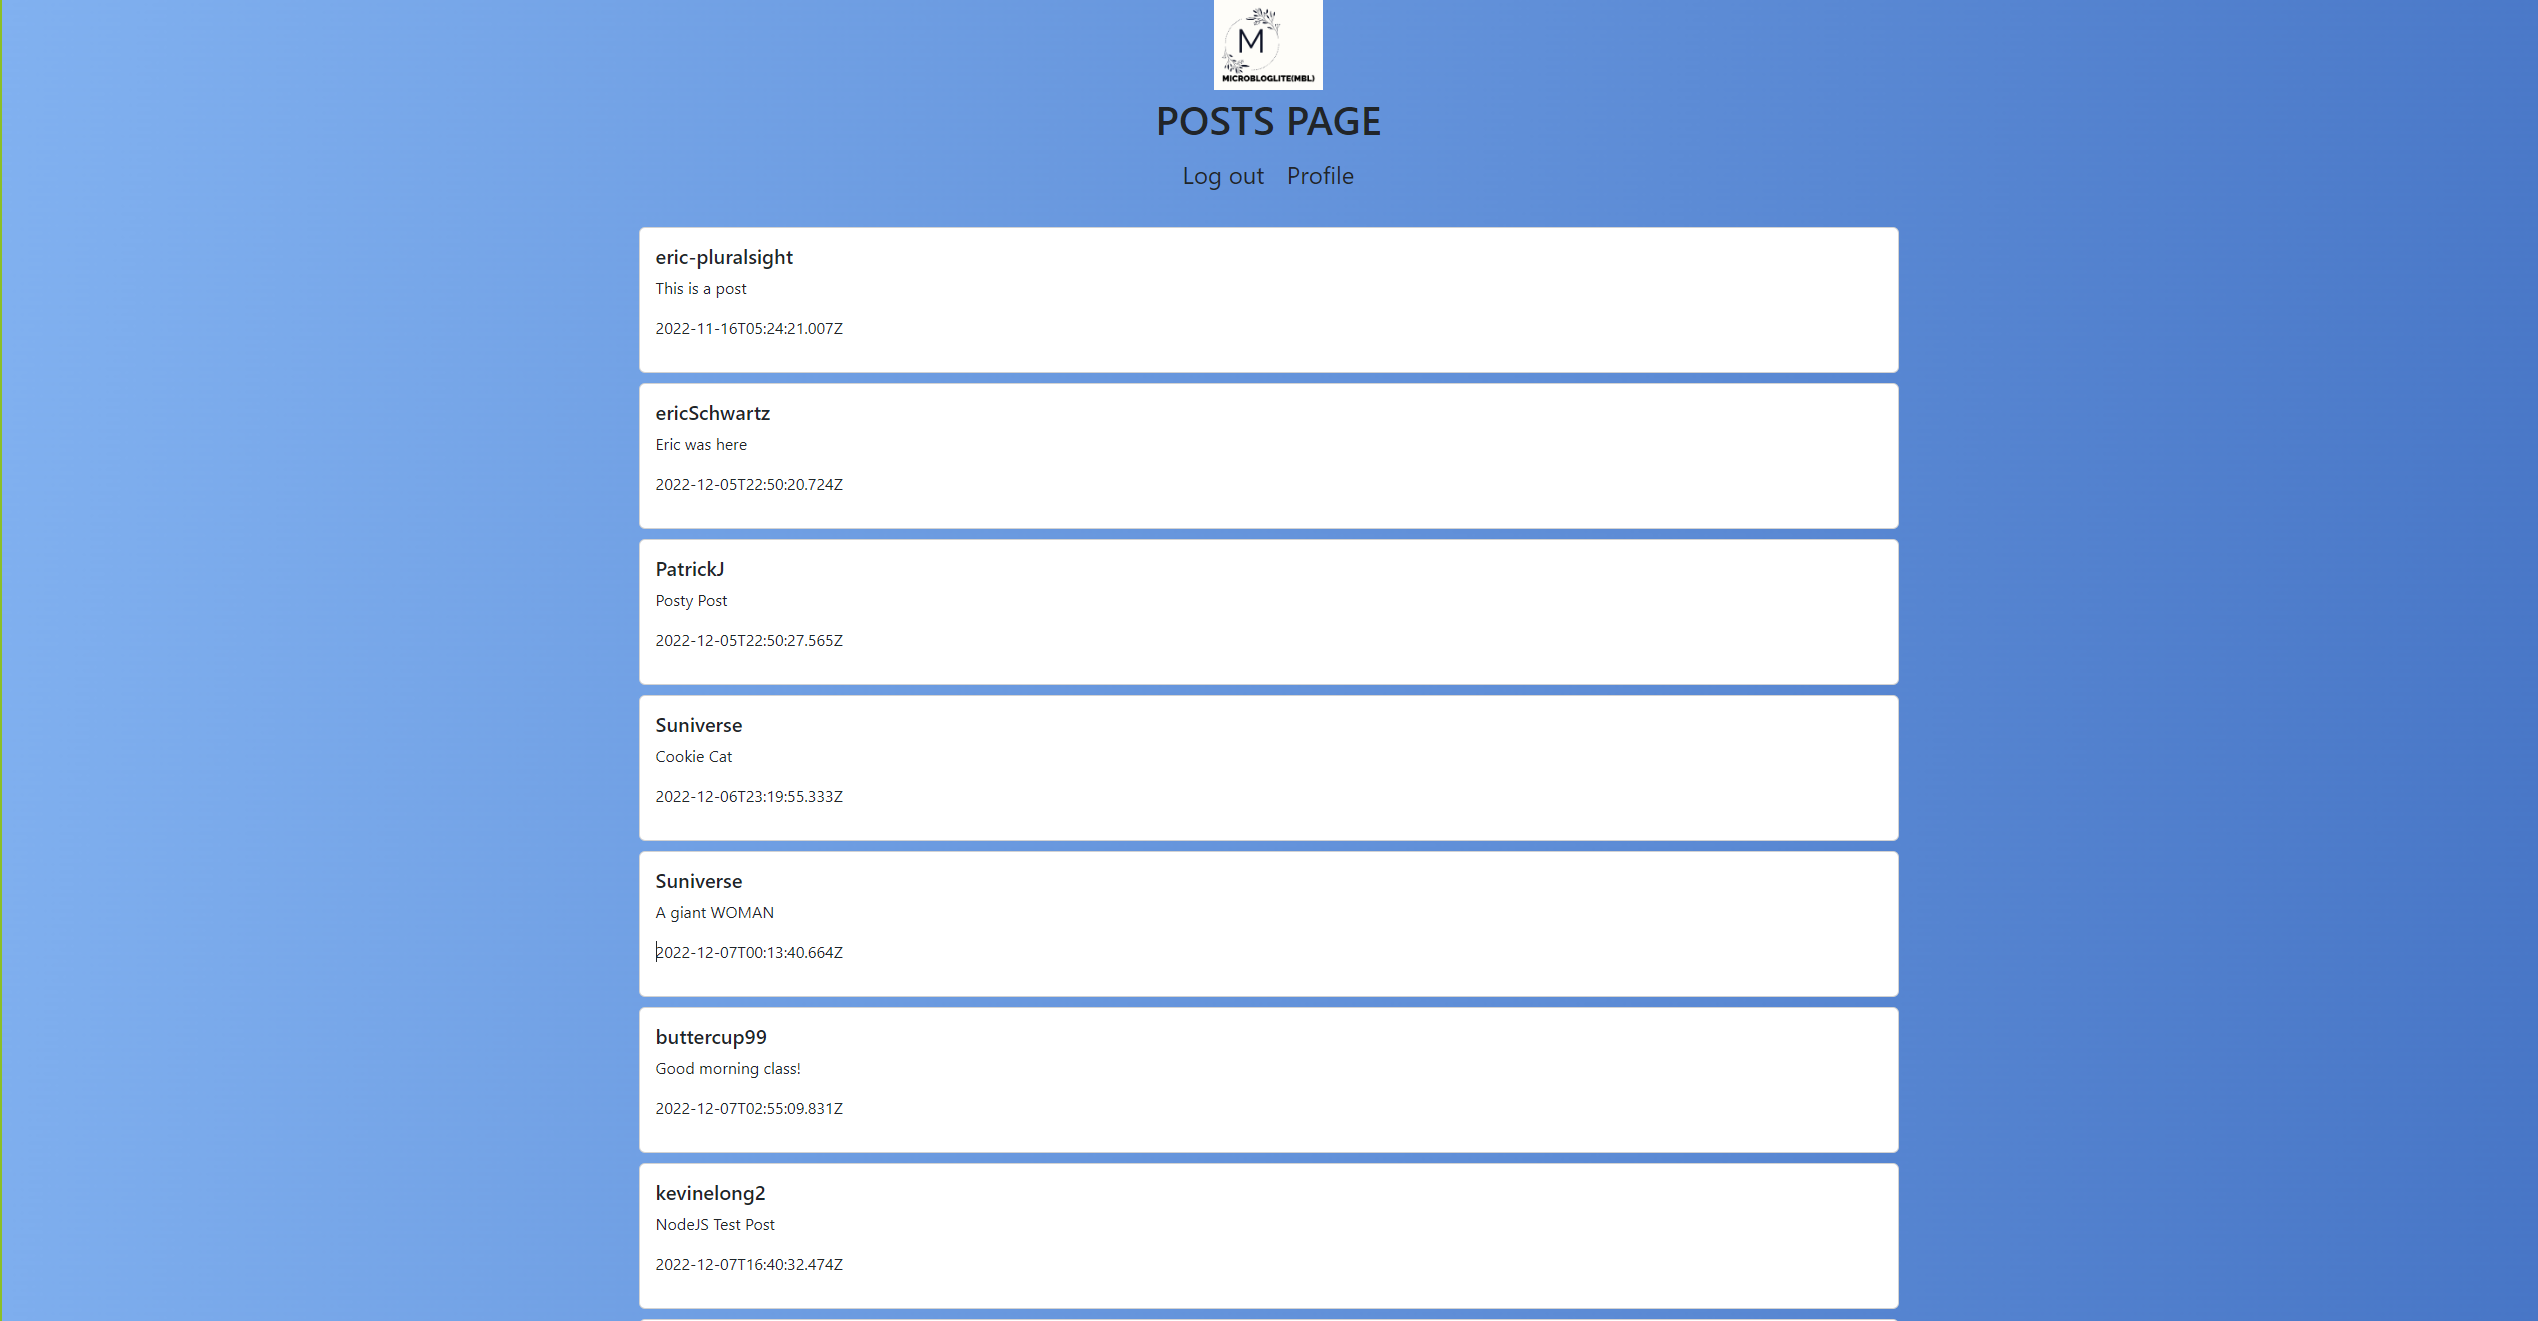 M
MICROBLOGLITE(MBL)
POSTS PAGE
Log out Profile
eric-pluralsight
This is a post
2022-11-16T05:24:21.007Z
ericSchwartz
Eric was here
2022-12-05T22:50:20.724Z
PatrickJ
Posty Post
2022-12-05T22:50:27.565Z
Suniverse
Cookie Cat
2022-12-06T23:19:55.333Z
Suniverse
A giant WOMAN
2022-12-07T00:13:40.664Z
buttercup99
Good morning class!
2022-12-07T02:55:09.831Z
kevinelong2
NodeJS Test Post
2022-12-07T16:40:32.474Z